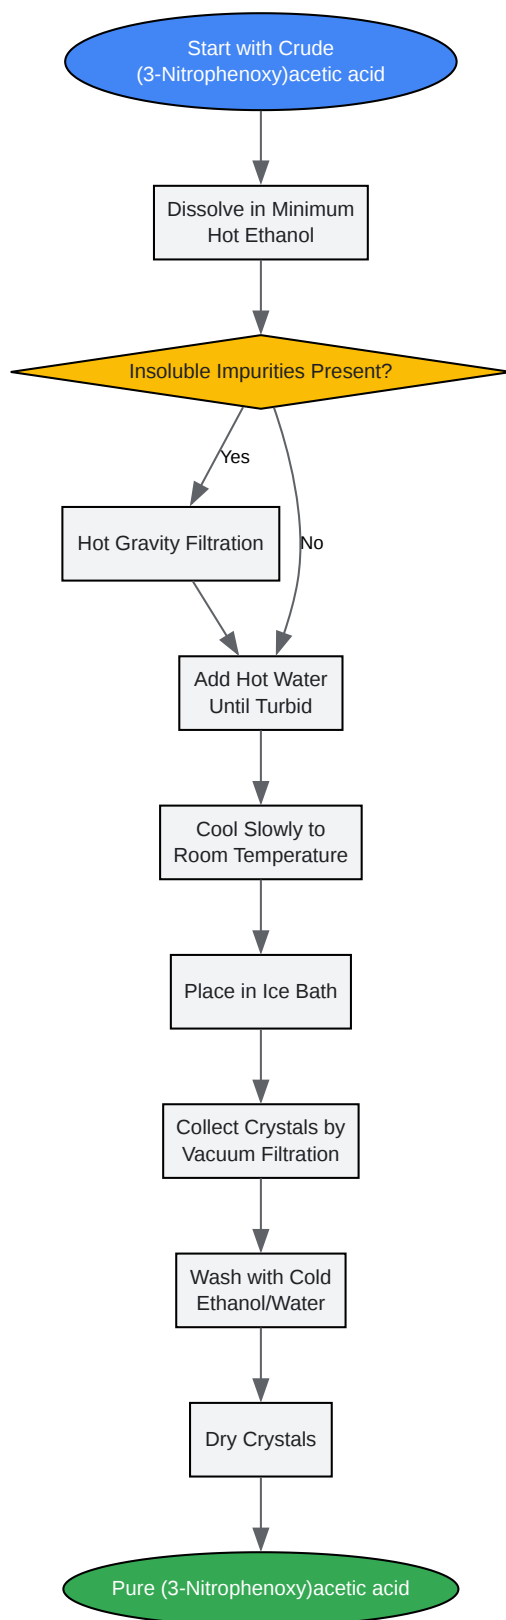 Start with Crude
(3-Nitrophenoxy)acetic acid
Dissolve in Minimum
Hot Ethanol
Insoluble Impurities Present?
Yes
Hot Gravity Filtration
No
Add Hot Water
Until Turbid
Cool Slowly to
Room Temperature
Place in Ice Bath
Collect Crystals by
Vacuum Filtration
Wash with Cold
Ethanol/Water
Dry Crystals
Pure (3-Nitrophenoxy)acetic acid